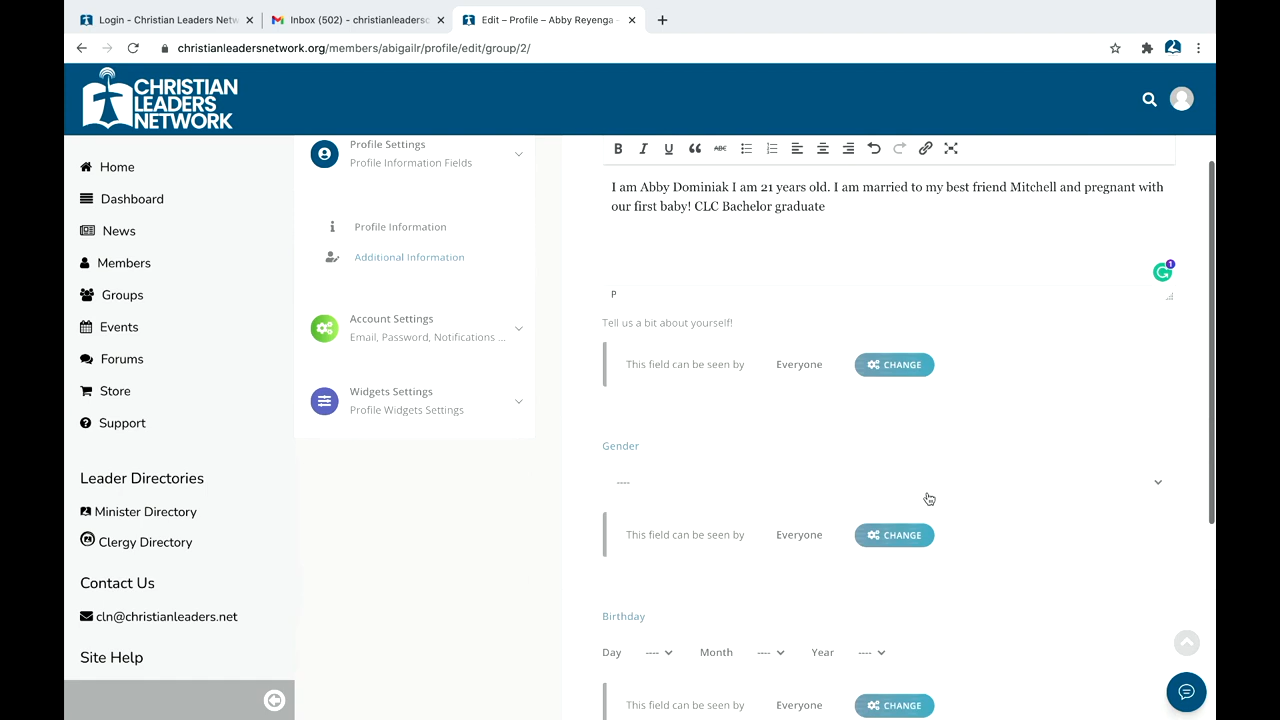 Login - Christian Leaders Netw
Inbox (502) - christianleadersc
Edit – Profile – Abby Reyenga -
christianleadersnetwork.org/members/abigailr/profile/edit/group/2/
CHRISTIAN
LEADERS
NETWORK
Home
Dashboard
News
Members
Groups
Events
Forums
Store
Support
Leader Directories
Minister Directory
Clergy Directory
Contact Us
cln@christianleaders.net
Site Help
Profile Settings
Profile Information Fields
Profile Information
Additional Information
Account Settings
Email, Password, Notifications ...
Widgets Settings
Profile Widgets Settings
B I U ABC
I am Abby Dominiak I am 21 years old. I am married to my best friend Mitchell and pregnant with
our first baby! CLC Bachelor graduate
1
P
Tell us a bit about yourself!
This field can be seen by Everyone CHANGE
Gender
----
This field can be seen by Everyone CHANGE
Birthday
Day ---- Month ---- Year ----
This field can be seen by Everyone CHANGE